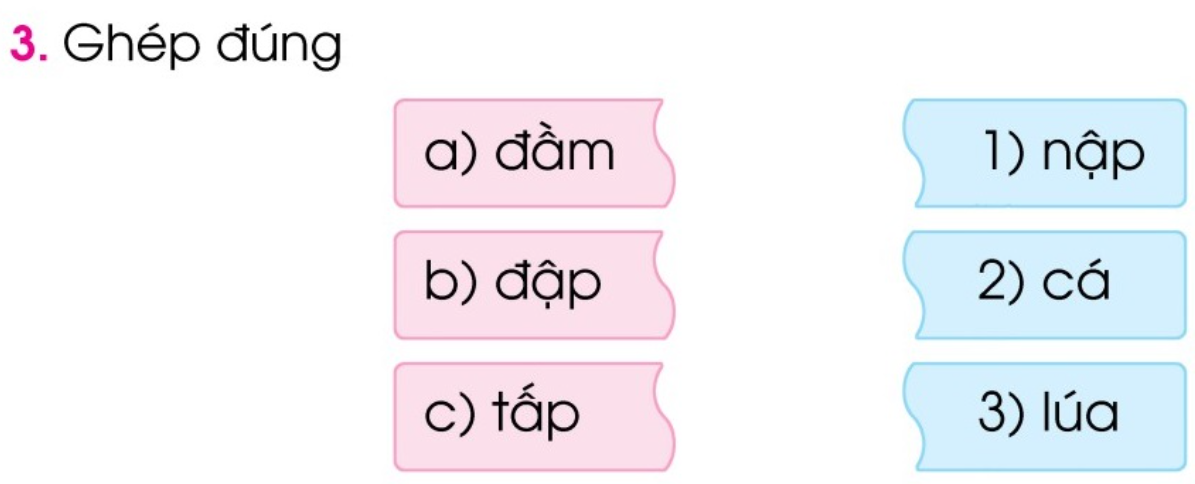 3. Ghép đúng
a) đầm
1) nập
b) đập
2) cá
c) tấp
3) lúa